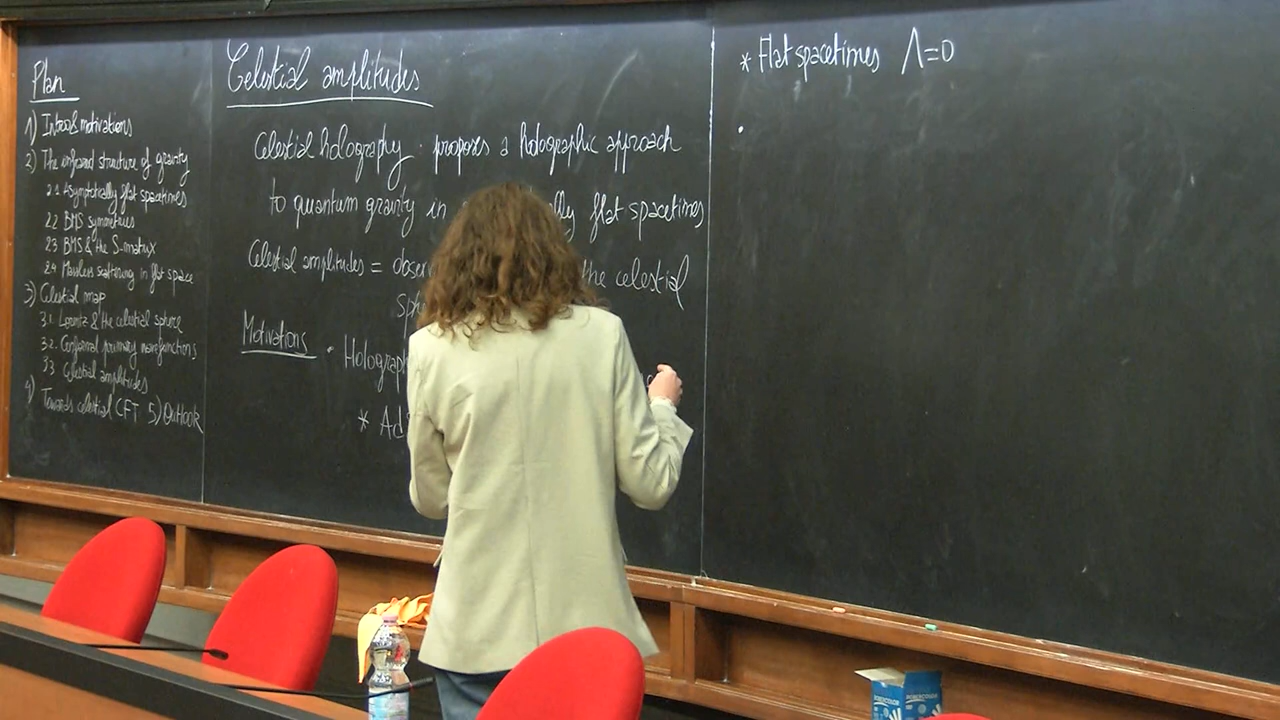 Plan
1) Intro & motivations
2) The infrared structure of gravity
2.1 Asymptotically flat spacetimes
2.2 BMS symmetries
2.3 BMS & the S-matrix
2.4 Massless scattering in flat space
3) Celestial map
3.1. Lorentz & the celestial sphere
3.2. Conformal primary wavefunctions
3.3 Celestial amplitudes
4) Towards celestial CFT 5) Outlook
Celestial amplitudes
Celestial holography · proposes a holographic approach
to quantum gravity in lly flat spacetimes
Celestial amplitudes = obser the celestial
sph
Motivations · Holograph
* Ad
* Flat spacetimes Λ=0
·